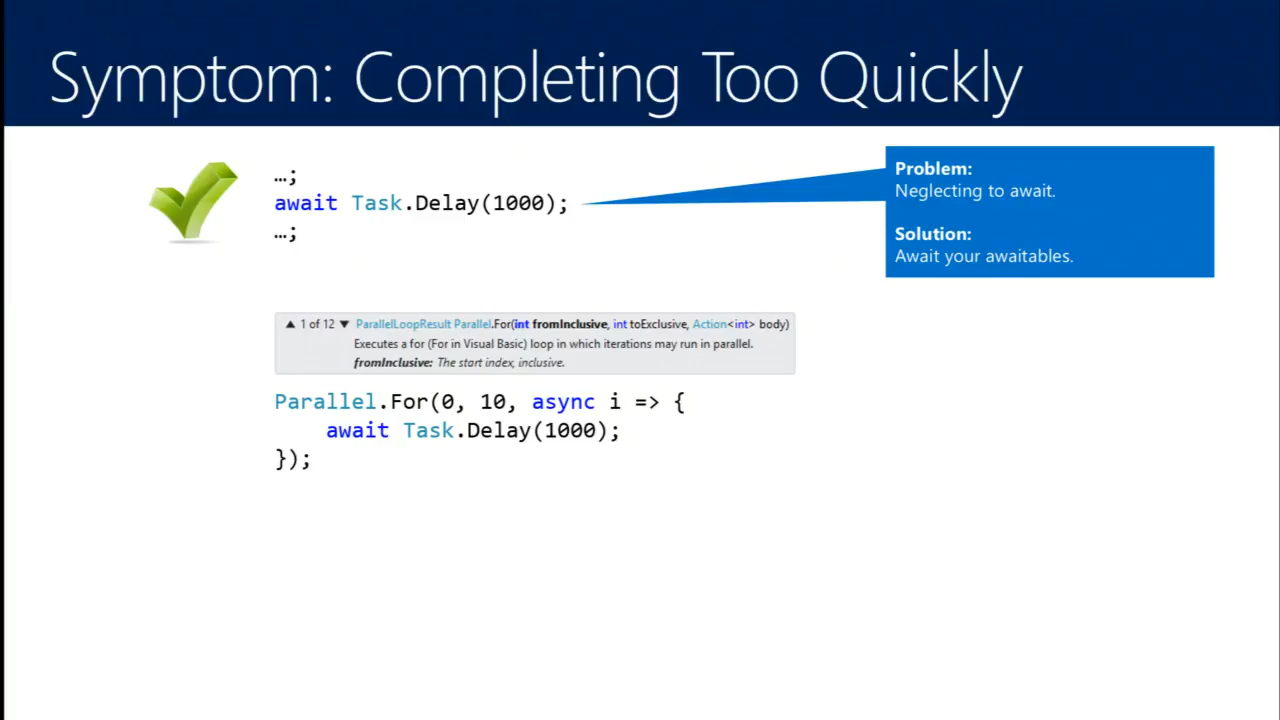 Symptom: Completing Too Quickly
…;
await Task.Delay(1000);
…;
Problem:
Neglecting to await.
Solution:
Await your awaitables.
▲ 1 of 12 ▼ ParallelLoopResult Parallel.For(int fromInclusive, int toExclusive, Action<int> body)
Executes a for (For in Visual Basic) loop in which iterations may run in parallel.
fromInclusive: The start index, inclusive.
Parallel.For(0, 10, async i => {
await Task.Delay(1000);
});